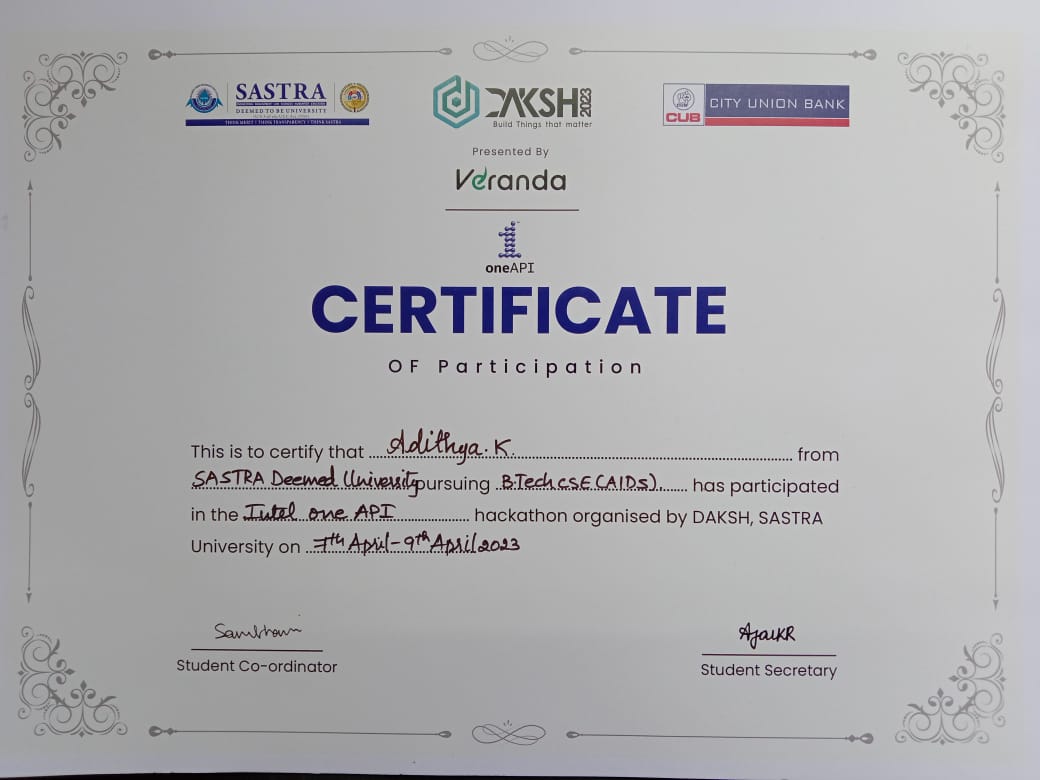 SASTRA
DEEMED TO BE UNIVERSITY
THINK MERIT | THINK TRANSPARENCY | THINK SASTRA
DAKSH 2023
Build Things that matter
CUB
CITY UNION BANK
Presented By
Veranda
oneAPI
CERTIFICATE
OF Participation
This is to certify that Adithya. K. from
SASTRA Deemed University pursuing B.Tech CSE (AIDS). has participated
in the Intel one API hackathon organised by DAKSH, SASTRA
University on 7th April - 9th April 2023
AjaiKR
Student Co-ordinator
Student Secretary